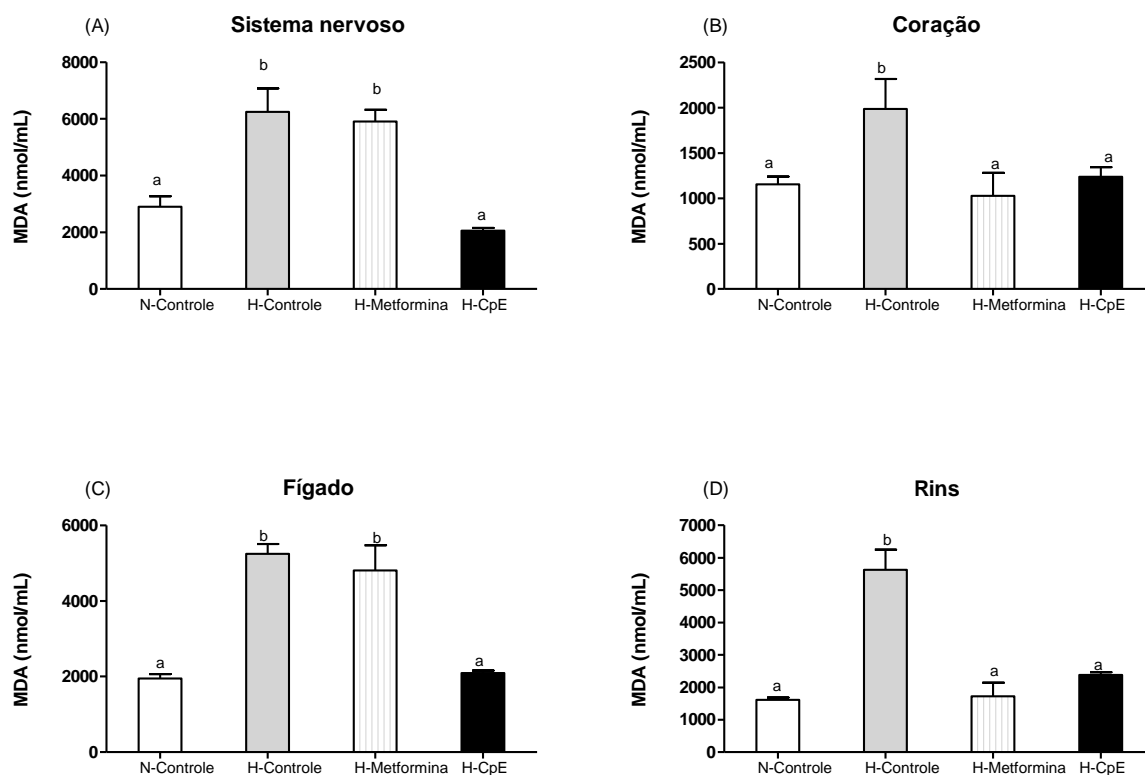 (A) Sistema nervoso
MDA (nmol/mL)
8000
6000
4000
2000
0
a
b
b
a
N-Controle H-Controle H-Metformina H-CpE
(B) Coração
MDA (nmol/mL)
2500
2000
1500
1000
500
0
a
b
a
a
N-Controle H-Controle H-Metformina H-CpE
(C) Fígado
MDA (nmol/mL)
6000
4000
2000
0
a
b
b
a
N-Controle H-Controle H-Metformina H-CpE
(D) Rins
MDA (nmol/mL)
7000
6000
5000
4000
3000
2000
1000
0
a
b
a
a
N-Controle H-Controle H-Metformina H-CpE